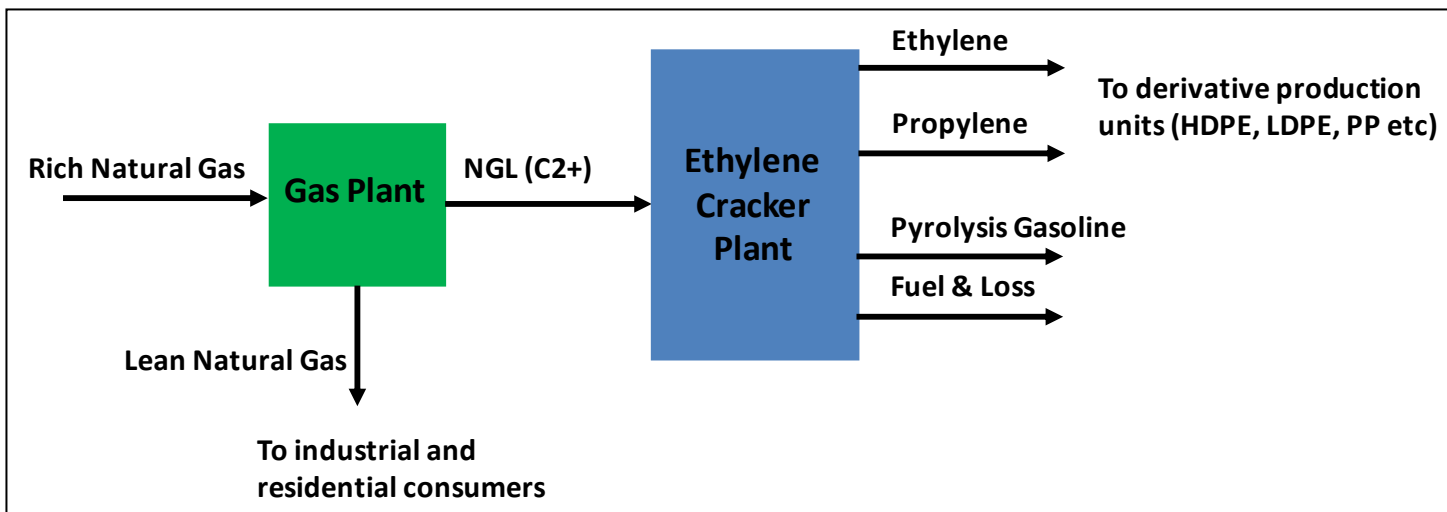 Rich Natural Gas
Gas Plant
Lean Natural Gas
To industrial and
residential consumers
NGL (C2+)
Ethylene
Cracker
Plant
Ethylene
Propylene
To derivative production
units (HDPE, LDPE, PP etc)
Pyrolysis Gasoline
Fuel & Loss